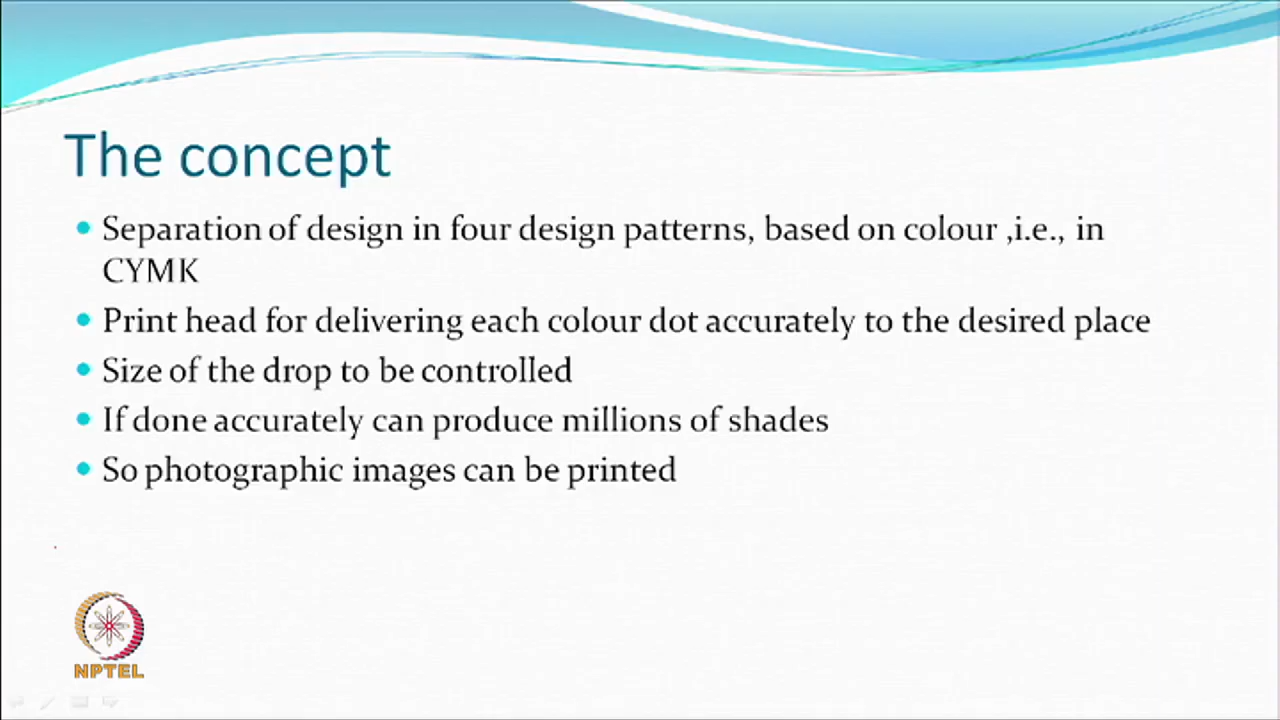 The concept
Separation of design in four design patterns, based on colour ,i.e., in
CYMK
Print head for delivering each colour dot accurately to the desired place
Size of the drop to be controlled
If done accurately can produce millions of shades
So photographic images can be printed
NPTEL